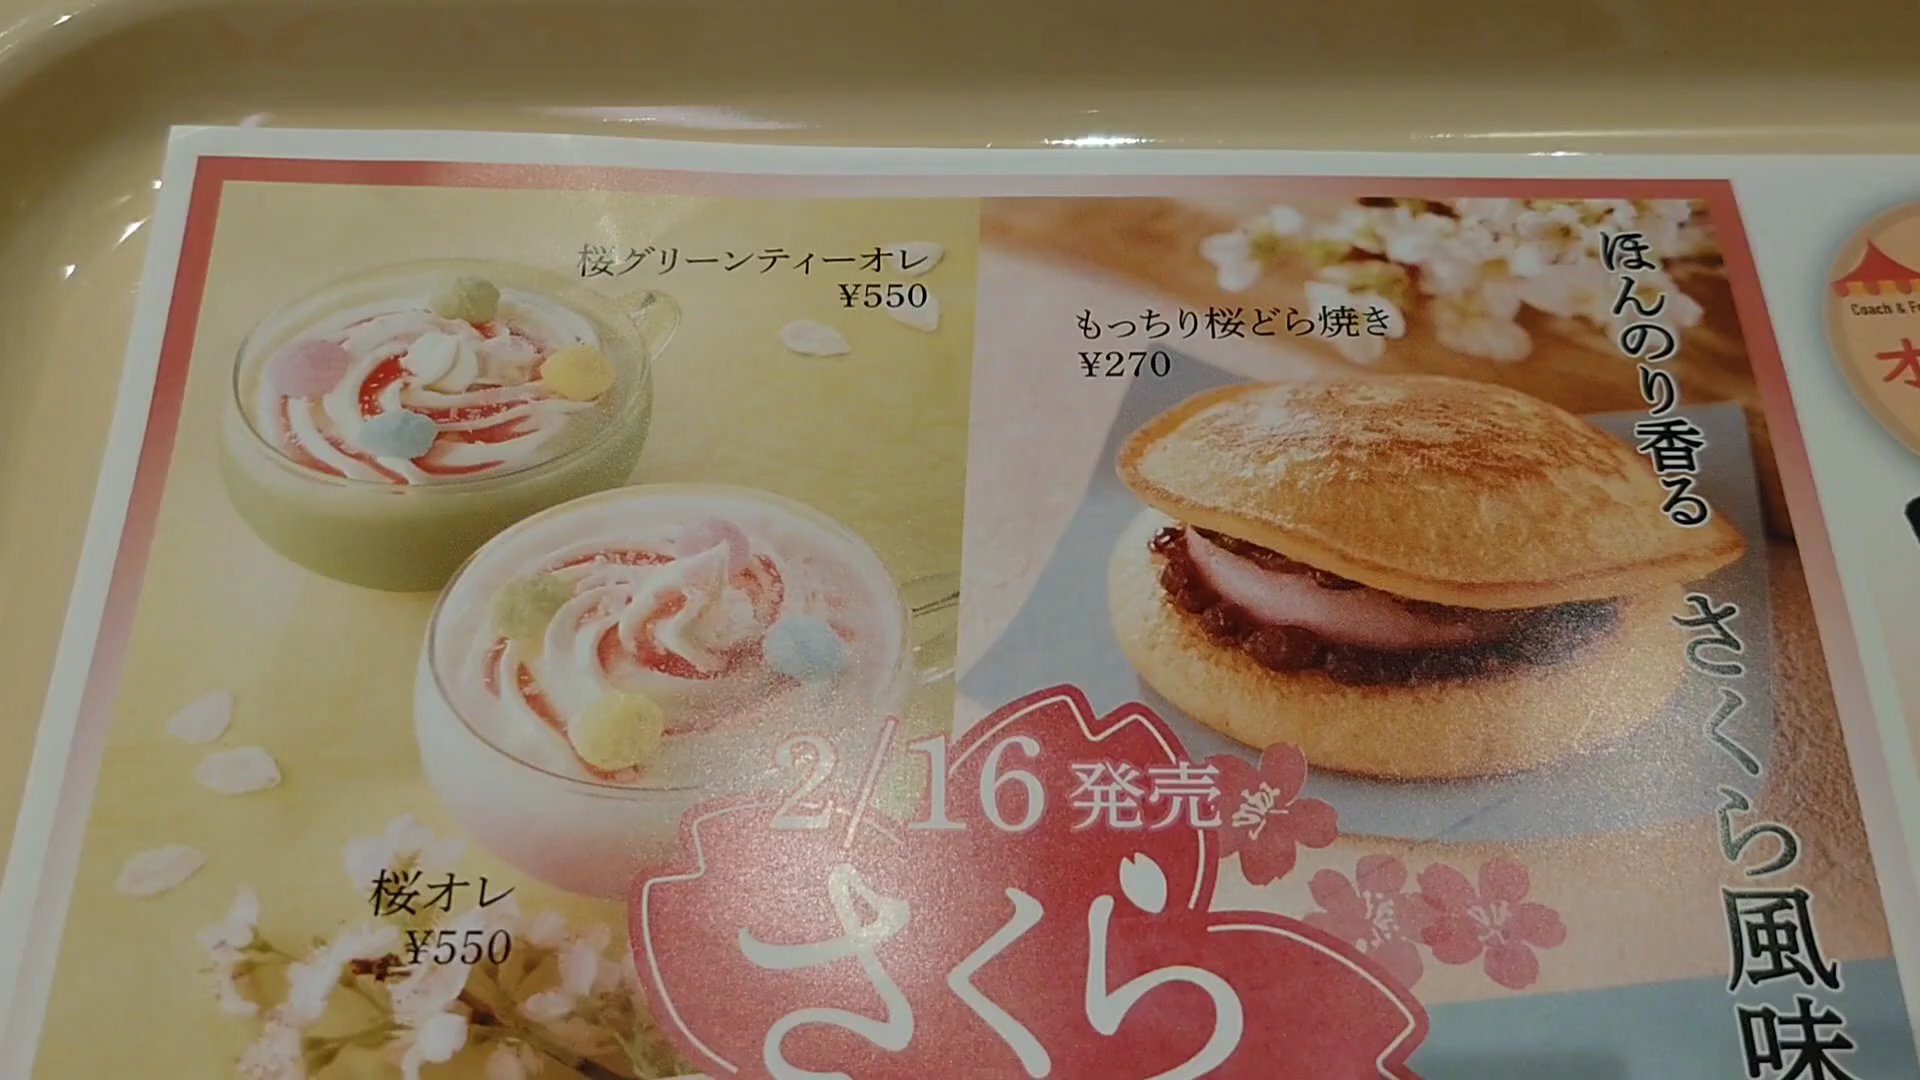 桜グリーンティーオレ
¥550
もっちり桜どら焼き
¥270
ほんのり香る さくら風味
桜オレ
¥550
2/16 発売
さくら
Coach &